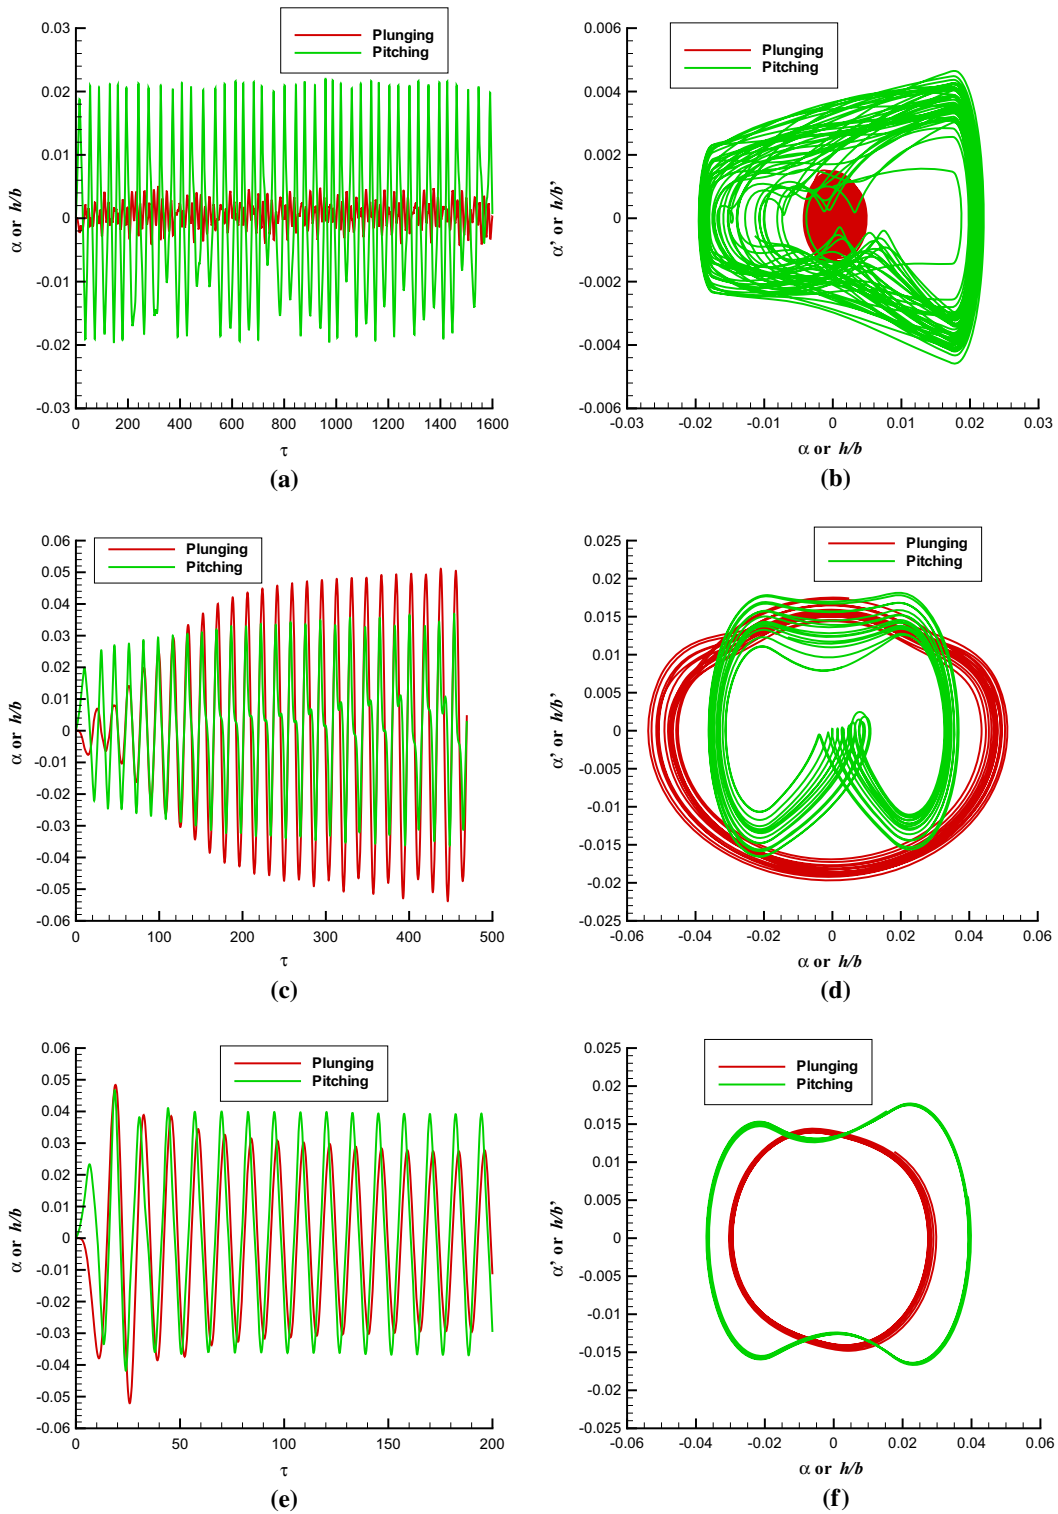 Plunging
Pitching
0.03
0.02
0.01
0
-0.01
-0.02
-0.03
α or h/b
0 200 400 600 800 1000 1200 1400 1600
τ
(a)
Plunging
Pitching
0.006
0.004
0.002
0
-0.002
-0.004
-0.006
α' or h/b'
-0.03 -0.02 -0.01 0 0.01 0.02 0.03
α or h/b
(b)
Plunging
Pitching
0.06
0.05
0.04
0.03
0.02
0.01
0
-0.01
-0.02
-0.03
-0.04
-0.05
-0.06
α or h/b
0 100 200 300 400 500
τ
(c)
Plunging
Pitching
0.025
0.02
0.015
0.01
0.005
0
-0.005
-0.01
-0.015
-0.02
-0.025
α' or h/b'
-0.06 -0.04 -0.02 0 0.02 0.04 0.06
α or h/b
(d)
Plunging
Pitching
0.06
0.05
0.04
0.03
0.02
0.01
0
-0.01
-0.02
-0.03
-0.04
-0.05
-0.06
α or h/b
0 50 100 150 200
τ
(e)
Plunging
Pitching
0.025
0.02
0.015
0.01
0.005
0
-0.005
-0.01
-0.015
-0.02
-0.025
α' or h/b'
-0.06 -0.04 -0.02 0 0.02 0.04 0.06
α or h/b
(f)